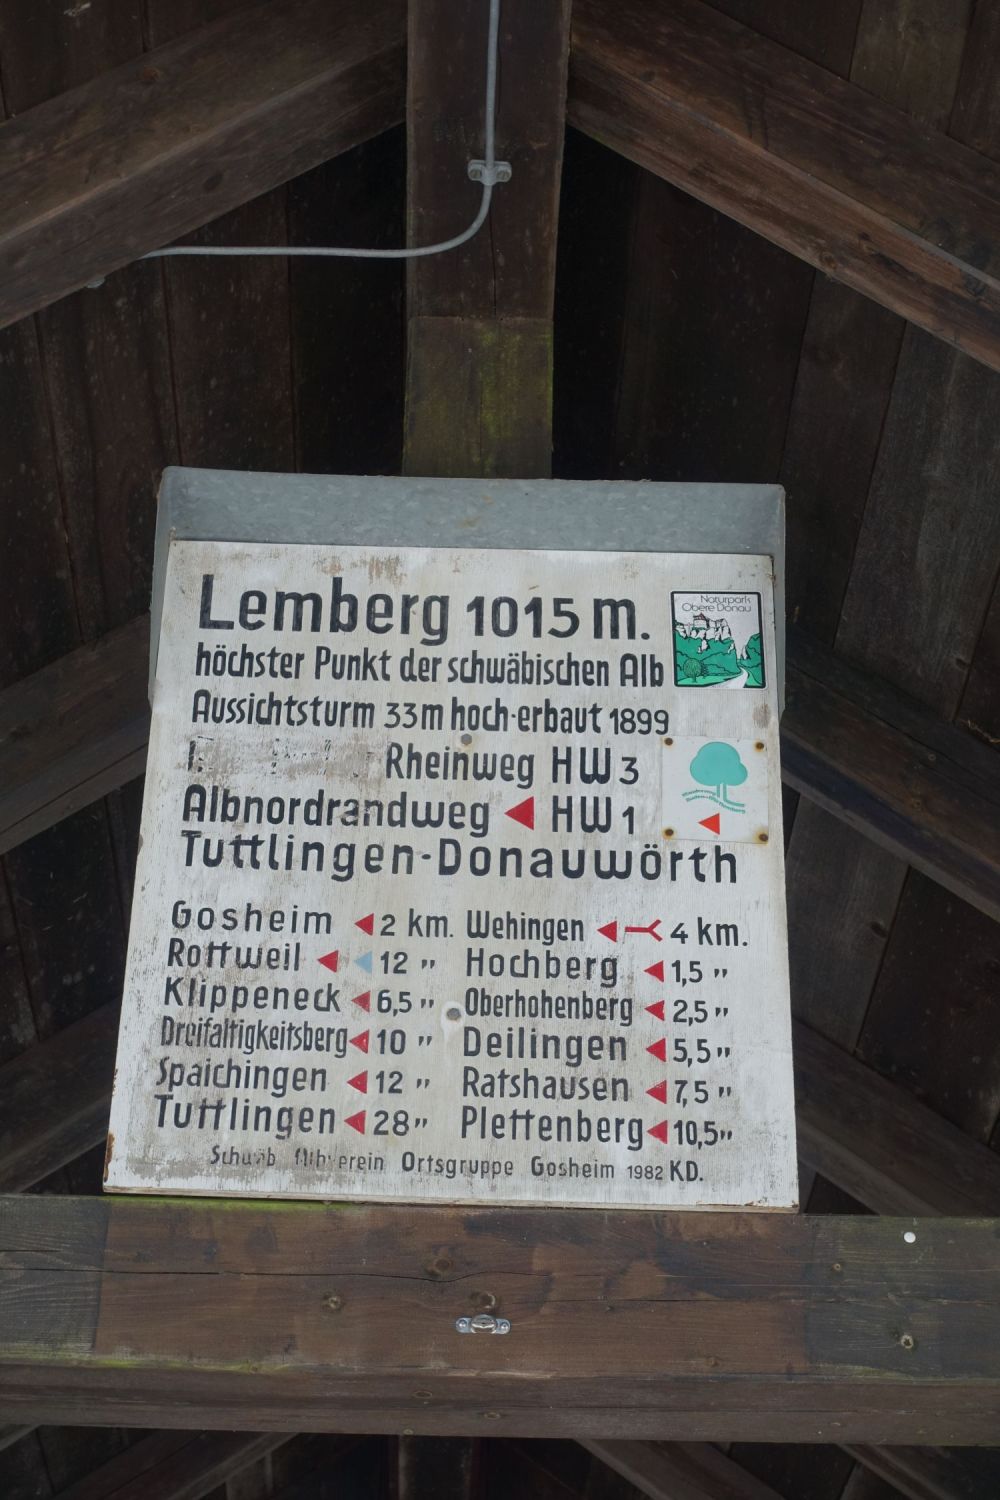 Lemberg 1015 m.
höchster Punkt der schwäbischen Alb
Aussichtsturm 33m hoch-erbaut 1899
Rheinweg HW 3
Albnordrandweg HW 1
Tuttlingen-Donauwörth
Naturpark
Obere Donau
Gosheim 2 km.
Rottweil 12 "
Klippeneck 6,5 "
Dreifaltigkeitsberg 10 "
Spaichingen 12 "
Tuttlingen 28 "
Wehingen 4 km.
Hochberg 1,5 "
Oberhohenberg 2,5 "
Deilingen 5,5 "
Ratshausen 7,5 "
Plettenberg 10,5 "
Schwäb Albverein Ortsgruppe Gosheim 1982 KD.